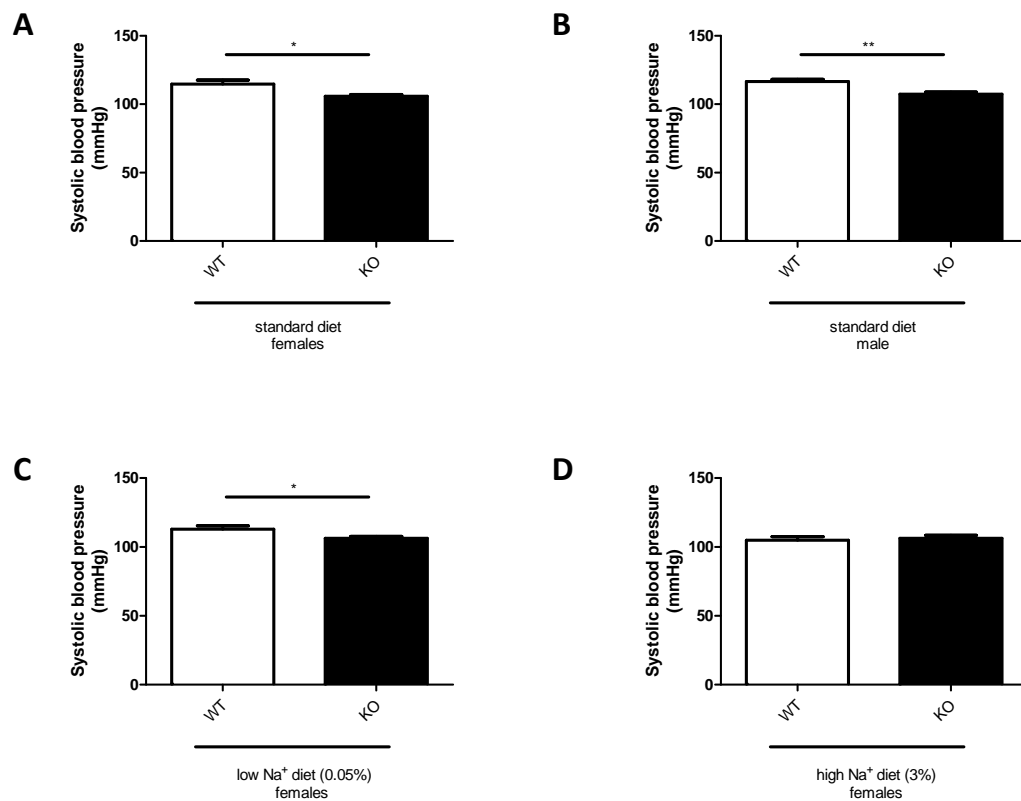 A
Systolic blood pressure
(mmHg)
150
100
50
0
*
WT
KO
standard diet
females
B
Systolic blood pressure
(mmHg)
150
100
50
0
**
WT
KO
standard diet
male
C
Systolic blood pressure
(mmHg)
150
100
50
0
*
WT
KO
low Na⁺ diet (0.05%)
females
D
Systolic blood pressure
(mmHg)
150
100
50
0
WT
KO
high Na⁺ diet (3%)
females